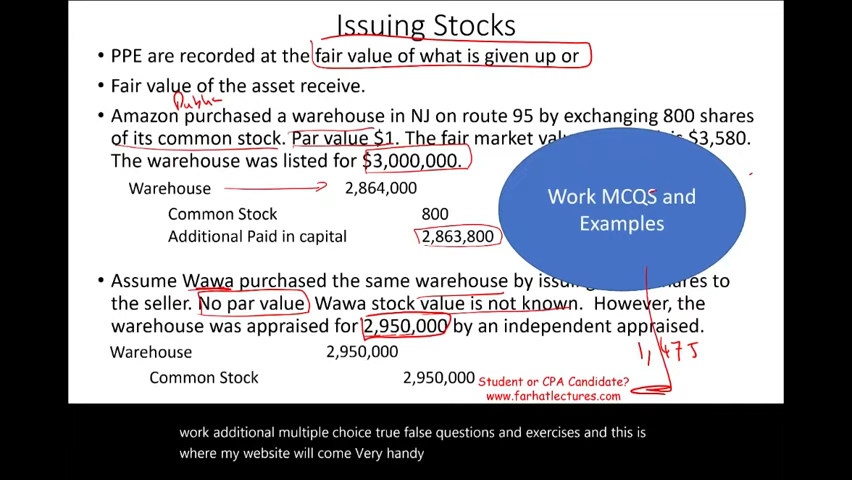 Issuing Stocks
• PPE are recorded at the fair value of what is given up or
• Fair value of the asset receive.
Public
• Amazon purchased a warehouse in NJ on route 95 by exchanging 800 shares
of its common stock. Par value $1. The fair market is $3,580.
The warehouse was listed for $3,000,000.
Warehouse 2,864,000
Common Stock 800
Additional Paid in capital 2,863,800
Work MCQS and
Examples
• Assume Wawa purchased the same warehouse by to
the seller. No par value Wawa stock value is not known. However, the
warehouse was appraised for 2,950,000 by an independent appraised.
Warehouse 2,950,000
1,475
Common Stock 2,950,000
Student or CPA Candidate?
www.farhatlectures.com
work additional multiple choice true false questions and exercises and this is
where my website will come Very handy